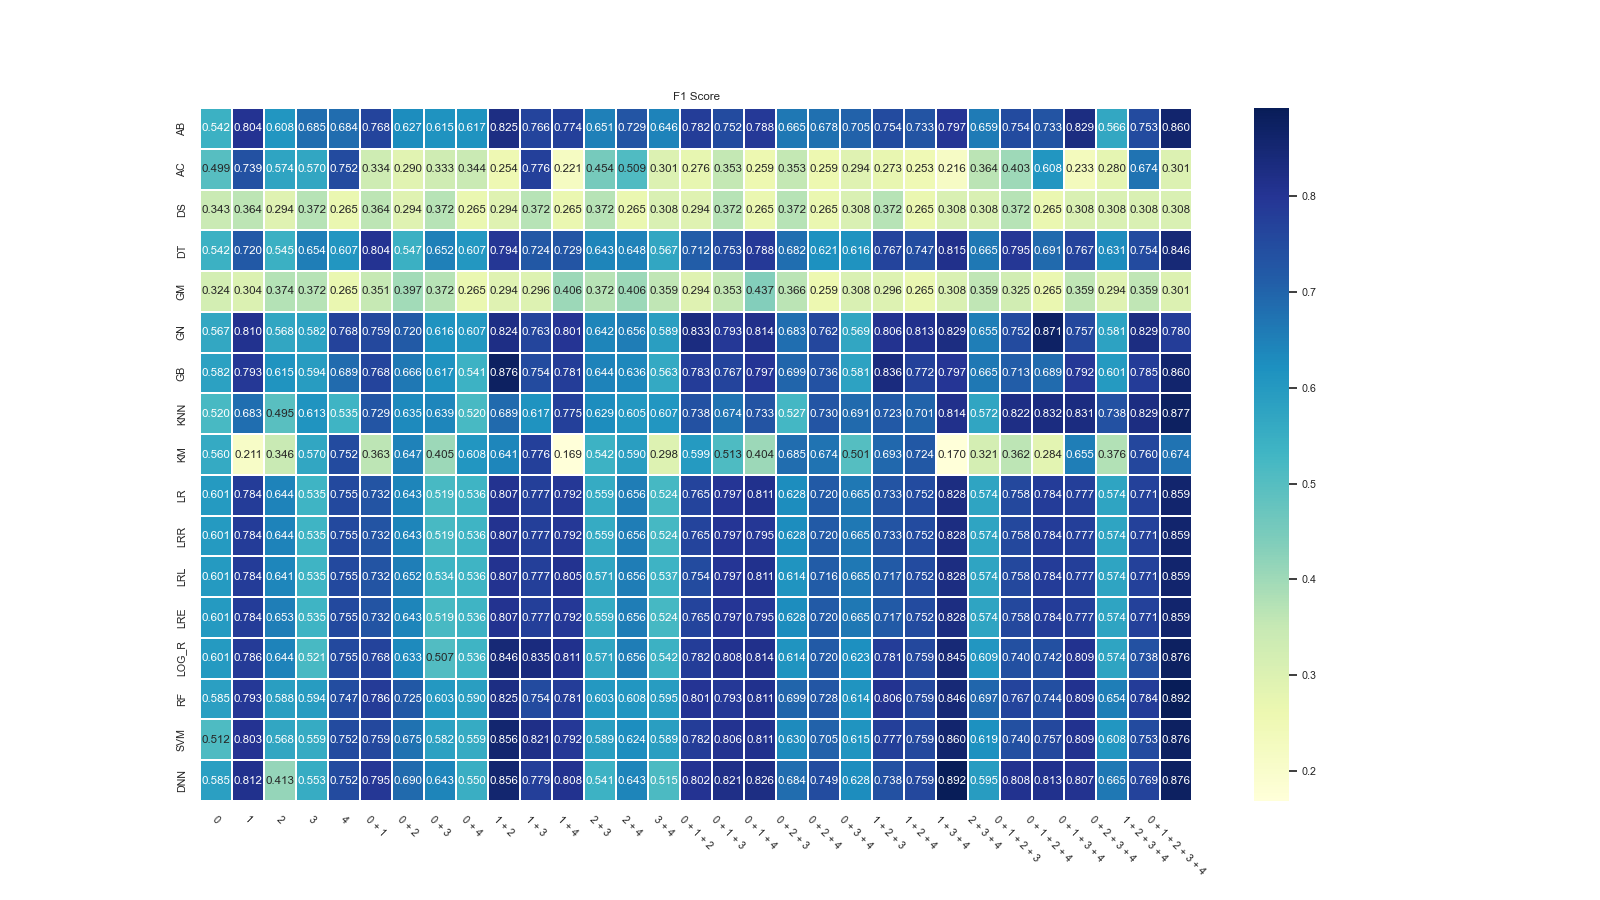 F1 Score
AB 0.542 0.804 0.608 0.685 0.684 0.768 0.627 0.615 0.617 0.825 0.766 0.774 0.651 0.729 0.646 0.782 0.752 0.788 0.665 0.678 0.705 0.754 0.733 0.797 0.659 0.754 0.733 0.829 0.566 0.753 0.860
AC 0.499 0.739 0.574 0.570 0.752 0.334 0.290 0.333 0.344 0.254 0.776 0.221 0.454 0.509 0.301 0.276 0.353 0.259 0.353 0.259 0.294 0.273 0.253 0.216 0.364 0.403 0.608 0.233 0.280 0.674 0.301
DS 0.343 0.364 0.294 0.372 0.265 0.364 0.294 0.372 0.265 0.294 0.372 0.265 0.372 0.265 0.308 0.294 0.372 0.265 0.372 0.265 0.308 0.372 0.265 0.308 0.308 0.372 0.265 0.308 0.308 0.308 0.308
DT 0.542 0.720 0.545 0.654 0.607 0.804 0.547 0.652 0.607 0.794 0.724 0.729 0.643 0.648 0.567 0.712 0.753 0.788 0.682 0.621 0.616 0.767 0.747 0.815 0.665 0.795 0.691 0.767 0.631 0.754 0.846
GM 0.324 0.304 0.374 0.372 0.265 0.351 0.397 0.372 0.265 0.294 0.296 0.406 0.372 0.406 0.359 0.294 0.353 0.437 0.366 0.259 0.308 0.296 0.265 0.308 0.359 0.325 0.265 0.359 0.294 0.359 0.301
GN 0.567 0.810 0.568 0.582 0.768 0.759 0.720 0.616 0.607 0.824 0.763 0.801 0.642 0.656 0.589 0.833 0.793 0.814 0.683 0.762 0.569 0.806 0.813 0.829 0.655 0.752 0.871 0.757 0.581 0.829 0.780
GB 0.582 0.793 0.615 0.594 0.689 0.768 0.666 0.617 0.541 0.876 0.754 0.781 0.644 0.636 0.563 0.783 0.767 0.797 0.699 0.736 0.581 0.836 0.772 0.797 0.665 0.713 0.689 0.792 0.601 0.785 0.860
KNN 0.520 0.683 0.495 0.613 0.535 0.729 0.635 0.639 0.520 0.689 0.617 0.775 0.629 0.605 0.607 0.738 0.674 0.733 0.527 0.730 0.691 0.723 0.701 0.814 0.572 0.822 0.832 0.831 0.738 0.829 0.877
KM 0.560 0.211 0.346 0.570 0.752 0.363 0.647 0.405 0.608 0.641 0.776 0.169 0.542 0.590 0.298 0.599 0.513 0.404 0.685 0.674 0.501 0.693 0.724 0.170 0.321 0.362 0.284 0.655 0.376 0.760 0.674
LR 0.601 0.784 0.644 0.535 0.755 0.732 0.643 0.519 0.536 0.807 0.777 0.792 0.559 0.656 0.524 0.765 0.797 0.811 0.628 0.720 0.665 0.733 0.752 0.828 0.574 0.758 0.784 0.777 0.574 0.771 0.859
LRR 0.601 0.784 0.644 0.535 0.755 0.732 0.643 0.519 0.536 0.807 0.777 0.792 0.559 0.656 0.524 0.765 0.797 0.795 0.628 0.720 0.665 0.733 0.752 0.828 0.574 0.758 0.784 0.777 0.574 0.771 0.859
LRL 0.601 0.784 0.641 0.535 0.755 0.732 0.652 0.534 0.536 0.807 0.777 0.805 0.571 0.656 0.537 0.754 0.797 0.811 0.614 0.716 0.665 0.717 0.752 0.828 0.574 0.758 0.784 0.777 0.574 0.771 0.859
LRE 0.601 0.784 0.653 0.535 0.755 0.732 0.643 0.519 0.536 0.807 0.777 0.792 0.559 0.656 0.524 0.765 0.797 0.795 0.628 0.720 0.665 0.717 0.752 0.828 0.574 0.758 0.784 0.777 0.574 0.771 0.859
LOG_R 0.601 0.786 0.644 0.521 0.755 0.768 0.633 0.507 0.536 0.846 0.835 0.811 0.571 0.656 0.542 0.782 0.808 0.814 0.614 0.720 0.623 0.781 0.759 0.845 0.609 0.740 0.742 0.809 0.574 0.738 0.876
RF 0.585 0.793 0.588 0.594 0.747 0.786 0.725 0.603 0.590 0.825 0.754 0.781 0.603 0.608 0.595 0.801 0.793 0.811 0.699 0.728 0.614 0.806 0.759 0.846 0.697 0.767 0.744 0.809 0.654 0.784 0.892
SVM 0.512 0.803 0.568 0.559 0.752 0.759 0.675 0.582 0.559 0.856 0.821 0.792 0.589 0.624 0.589 0.782 0.806 0.811 0.630 0.705 0.615 0.777 0.759 0.860 0.619 0.740 0.757 0.809 0.608 0.753 0.876
DNN 0.585 0.812 0.413 0.553 0.752 0.795 0.690 0.643 0.550 0.856 0.779 0.808 0.541 0.643 0.515 0.802 0.821 0.826 0.684 0.749 0.628 0.738 0.759 0.892 0.595 0.808 0.813 0.807 0.665 0.769 0.876
0
1
2
3
4
0 + 1
0 + 2
0 + 3
0 + 4
1 + 2
1 + 3
1 + 4
2 + 3
2 + 4
3 + 4
0 + 1 + 2
0 + 1 + 3
0 + 1 + 4
0 + 2 + 3
0 + 2 + 4
0 + 3 + 4
1 + 2 + 3
1 + 2 + 4
1 + 3 + 4
2 + 3 + 4
0 + 1 + 2 + 3
0 + 1 + 2 + 4
0 + 1 + 3 + 4
0 + 2 + 3 + 4
1 + 2 + 3 + 4
0 + 1 + 2 + 3 + 4
0.8
0.7
0.6
0.5
0.4
0.3
0.2